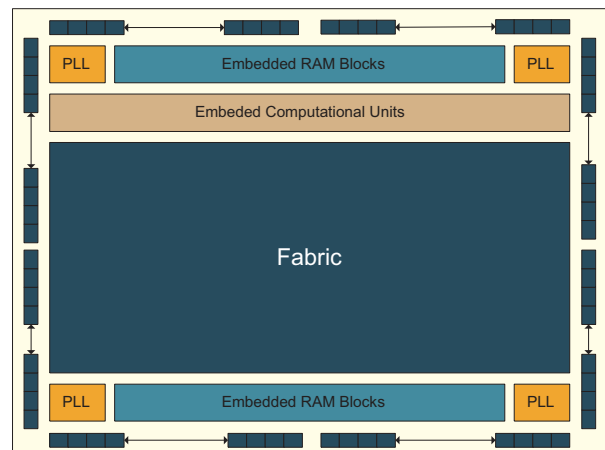 PLL Embedded RAM Blocks PLL
Embeded Computational Units
Fabric
PLL Embedded RAM Blocks PLL